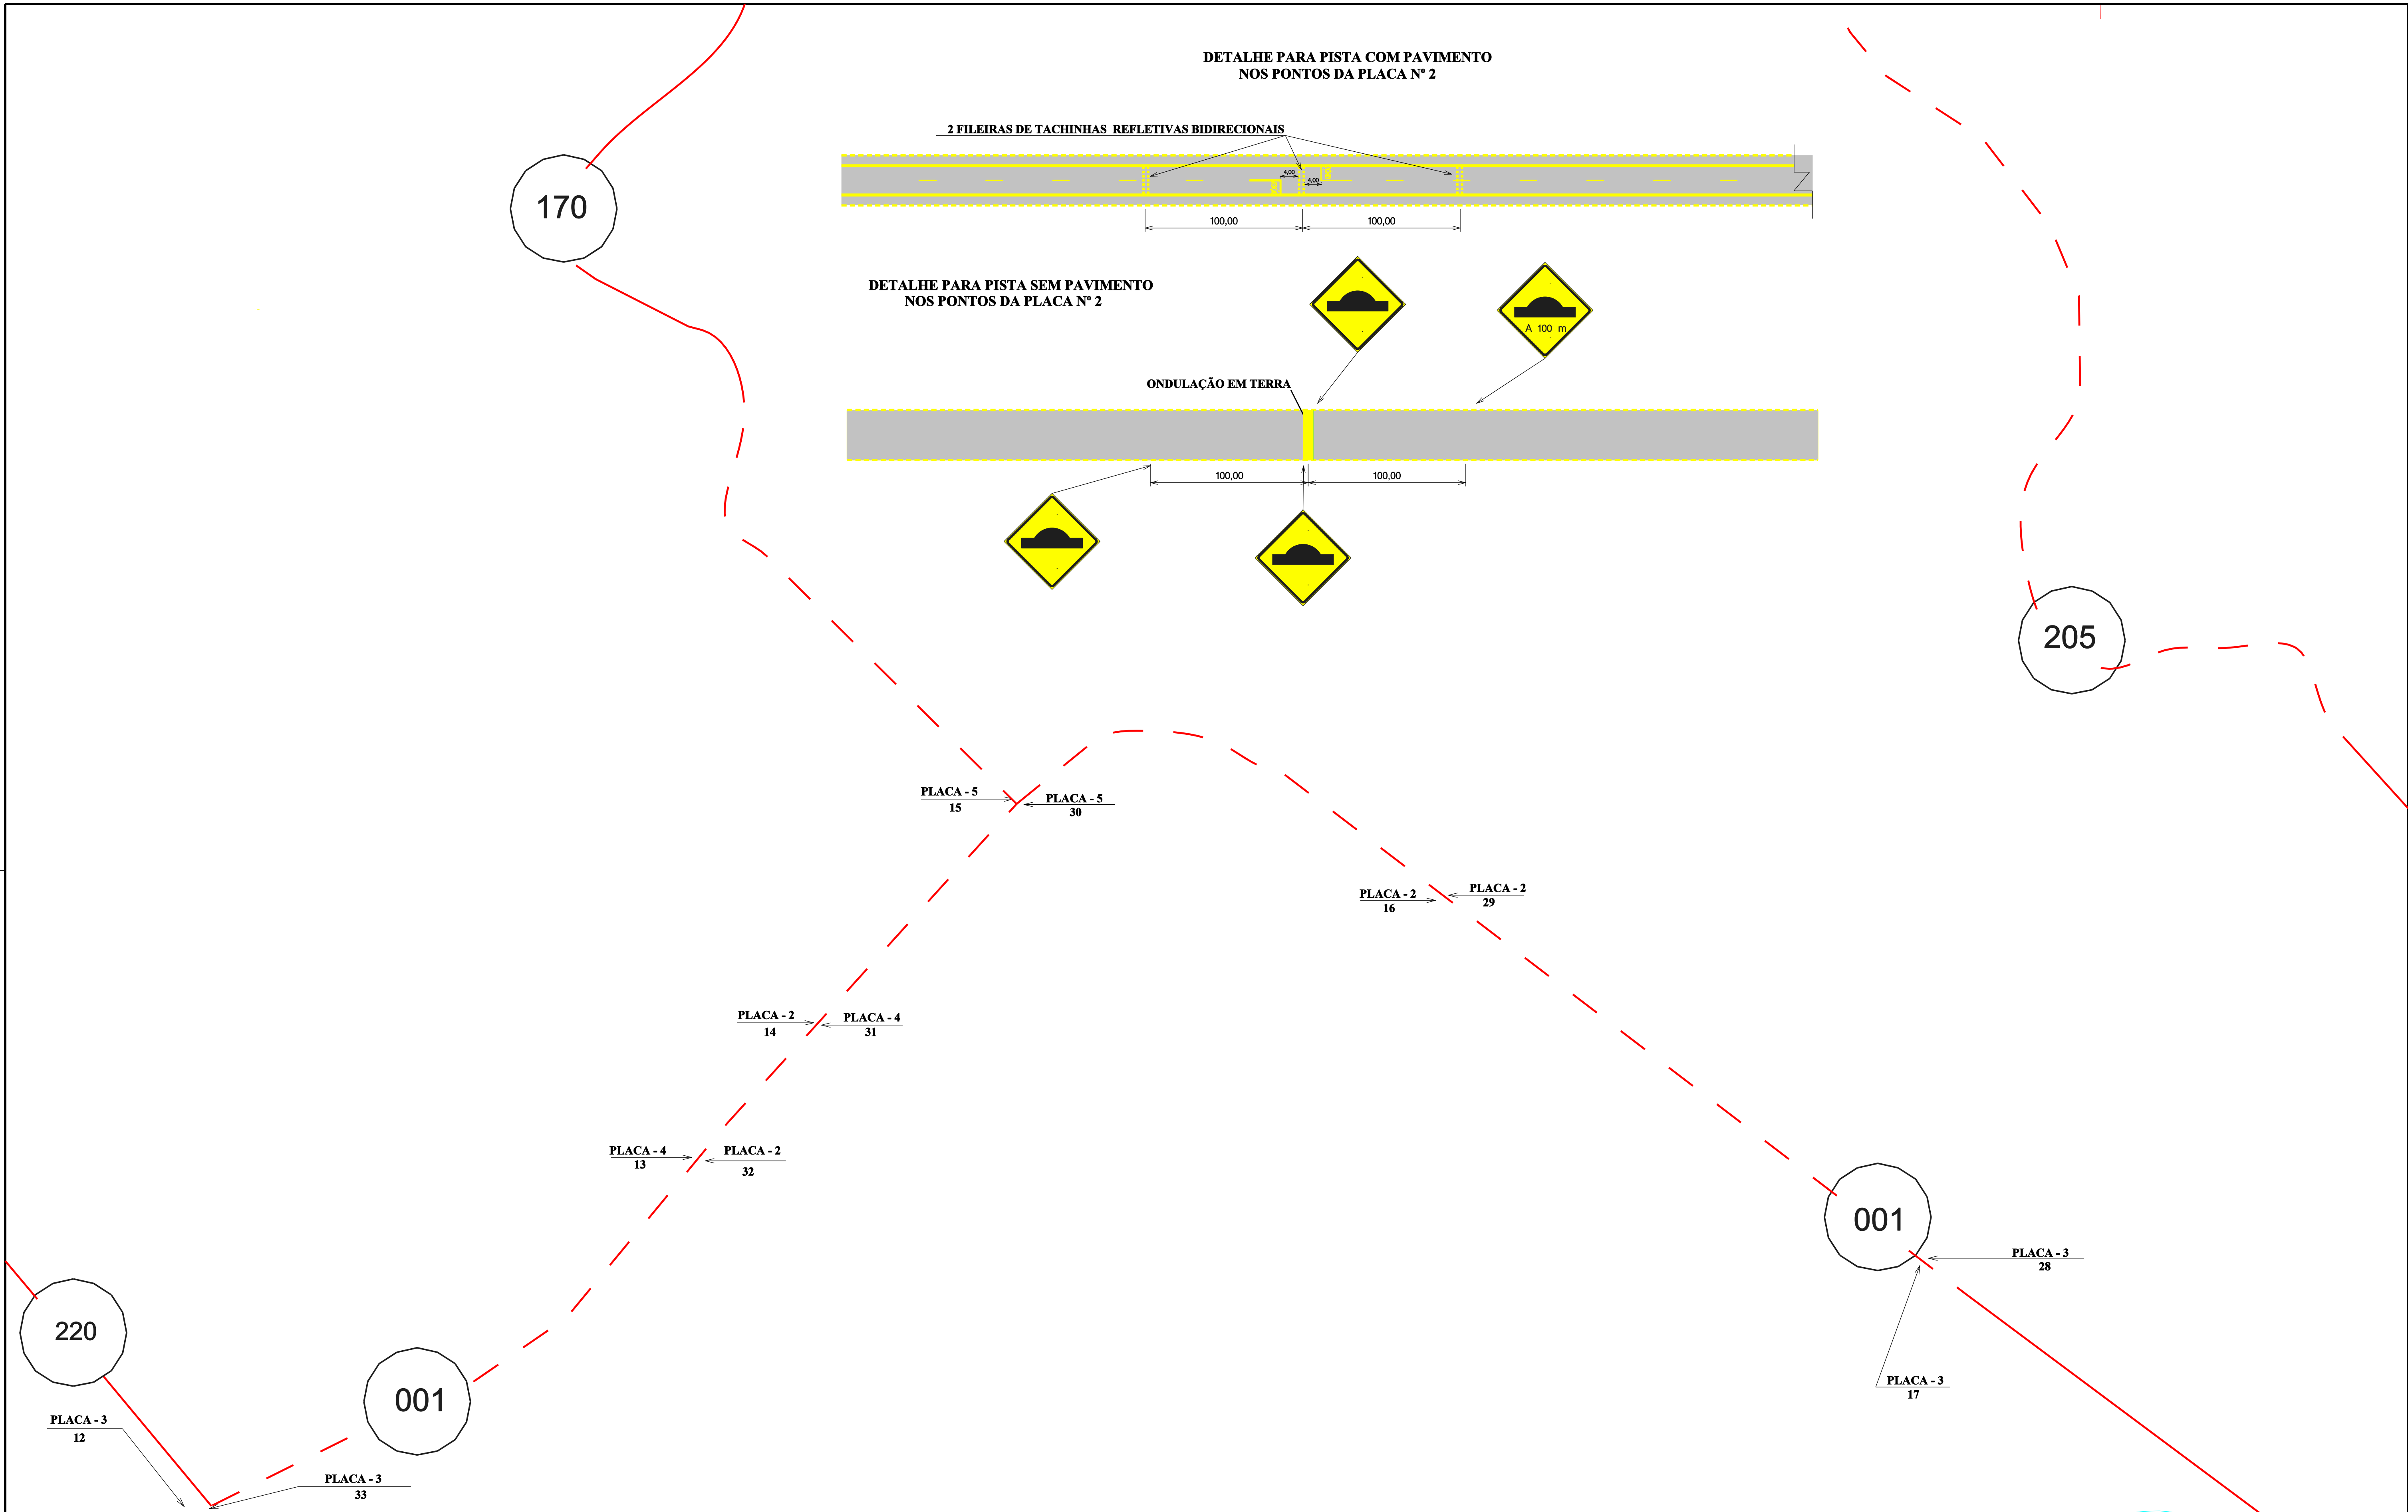 DETALHE PARA PISTA COM PAVIMENTO
NOS PONTOS DA PLACA Nº 2
2 FILEIRAS DE TACHINHAS REFLETIVAS BIDIRECIONAIS
4,00
4,00
100,00
100,00
170
DETALHE PARA PISTA SEM PAVIMENTO
NOS PONTOS DA PLACA Nº 2
A 100 m
ONDULAÇÃO EM TERRA
100,00
100,00
205
PLACA - 5
15
PLACA - 5
30
PLACA - 2
16
PLACA - 2
29
PLACA - 2
14
PLACA - 4
31
PLACA - 4
13
PLACA - 2
32
001
PLACA - 3
28
220
PLACA - 3
17
001
PLACA - 3
12
PLACA - 3
33